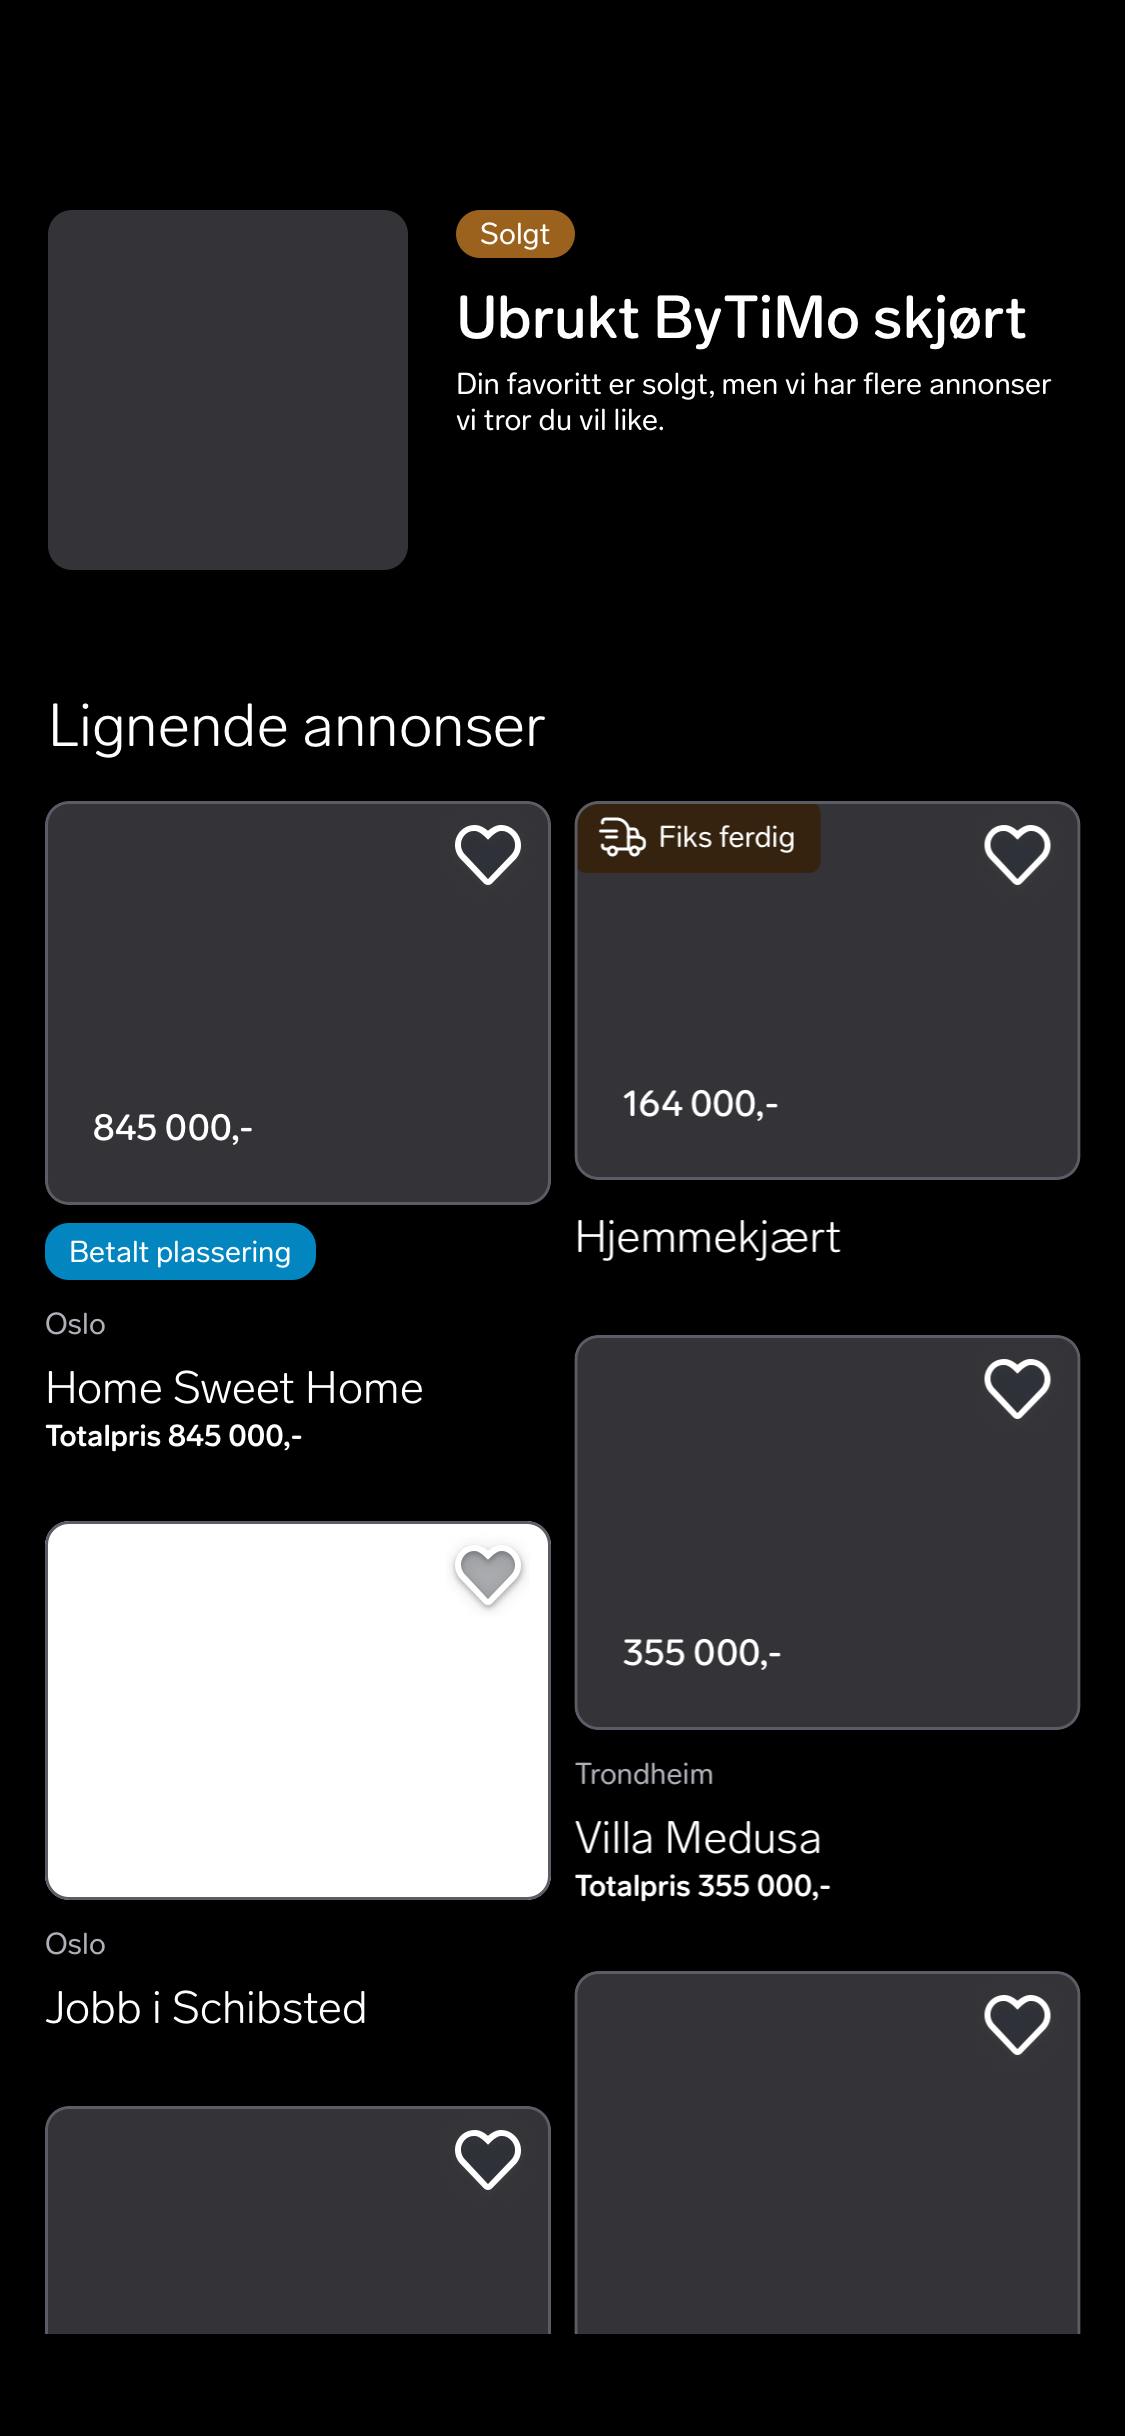 Solgt
Ubrukt ByTiMo skjørt
Din favoritt er solgt, men vi har flere annonser
vi tror du vil like.
Lignende annonser
845 000,-
Betalt plassering
Oslo
Home Sweet Home
Totalpris 845 000,-
Fiks ferdig
164 000,-
Hjemmekjært
355 000,-
Trondheim
Villa Medusa
Totalpris 355 000,-
Oslo
Jobb i Schibsted